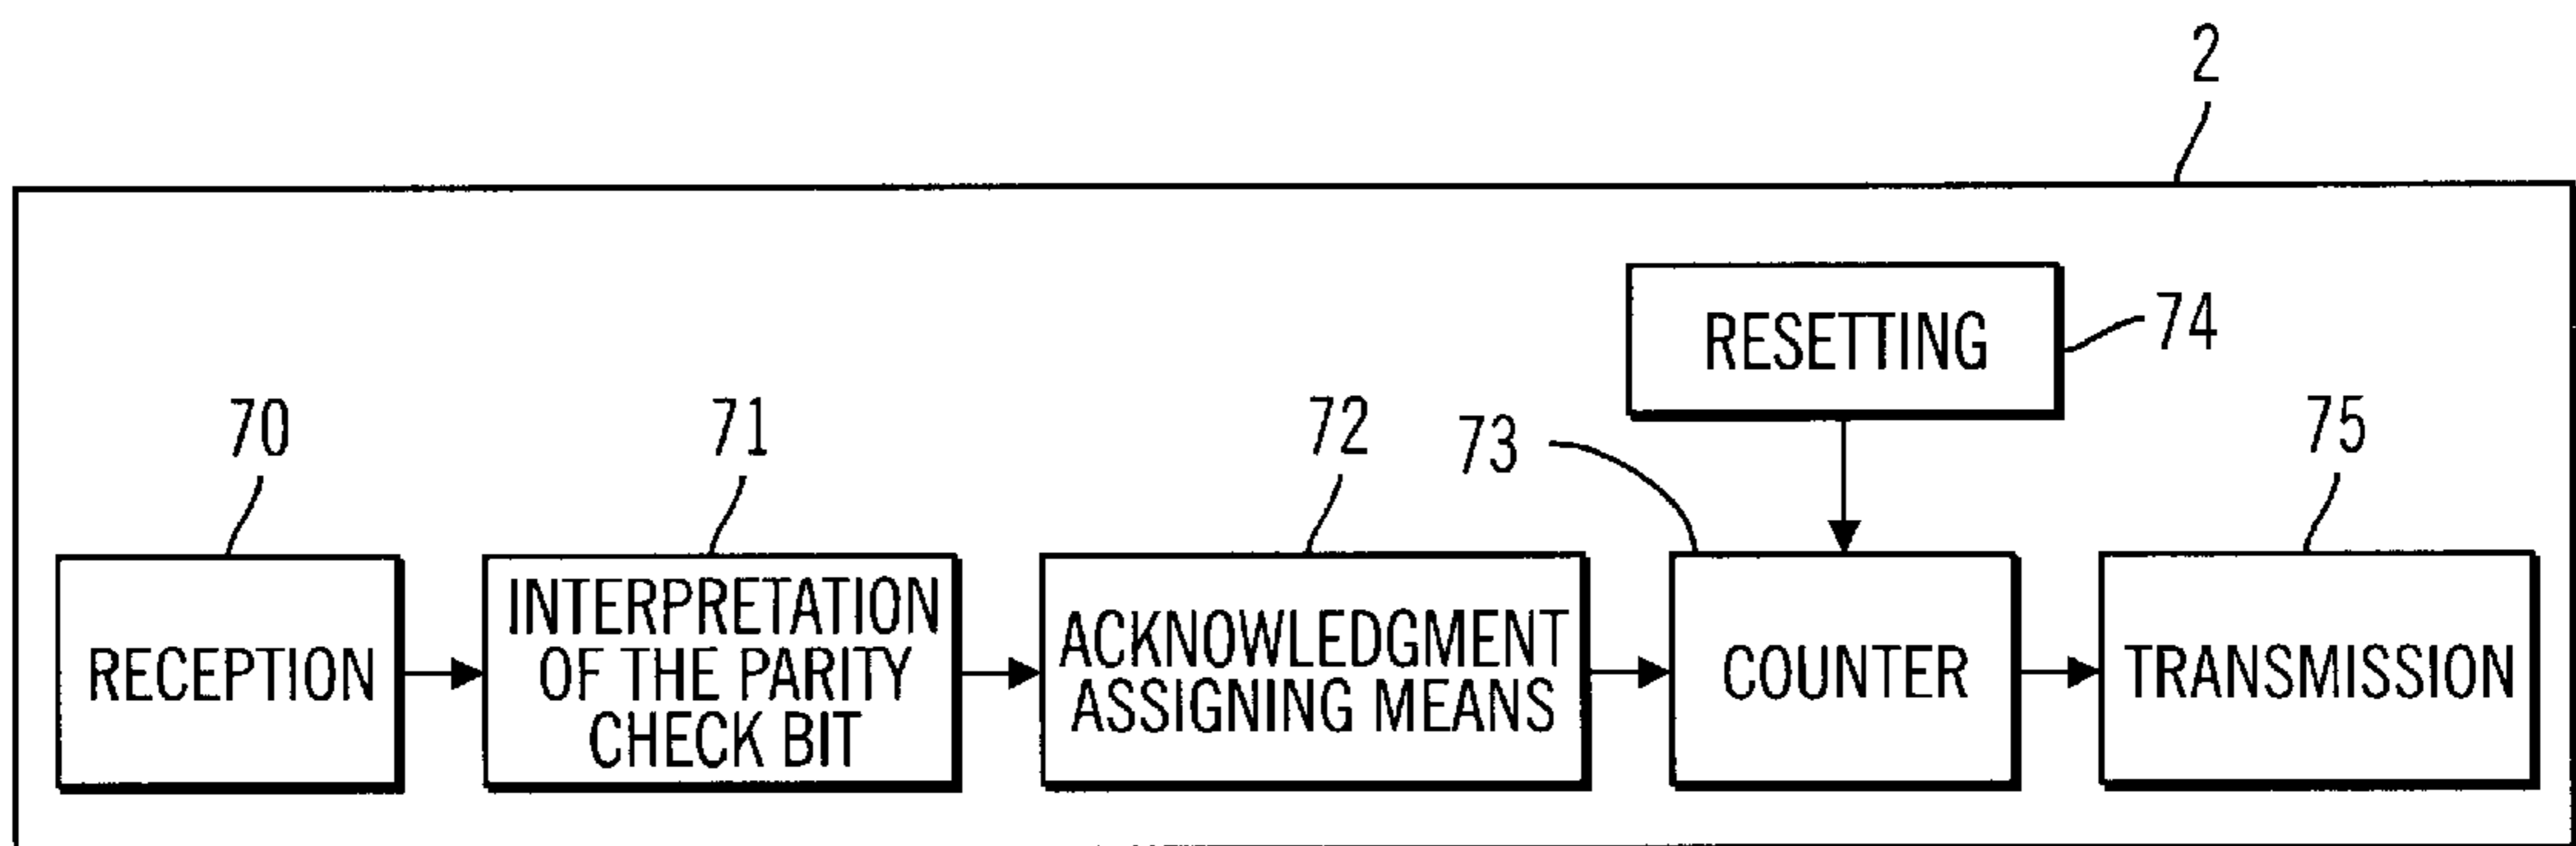 2
RESETTING
74
70
71
72
73
75
RECEPTION
INTERPRETATION
OF THE PARITY
CHECK BIT
ACKNOWLEDGMENT
ASSIGNING MEANS
COUNTER
TRANSMISSION